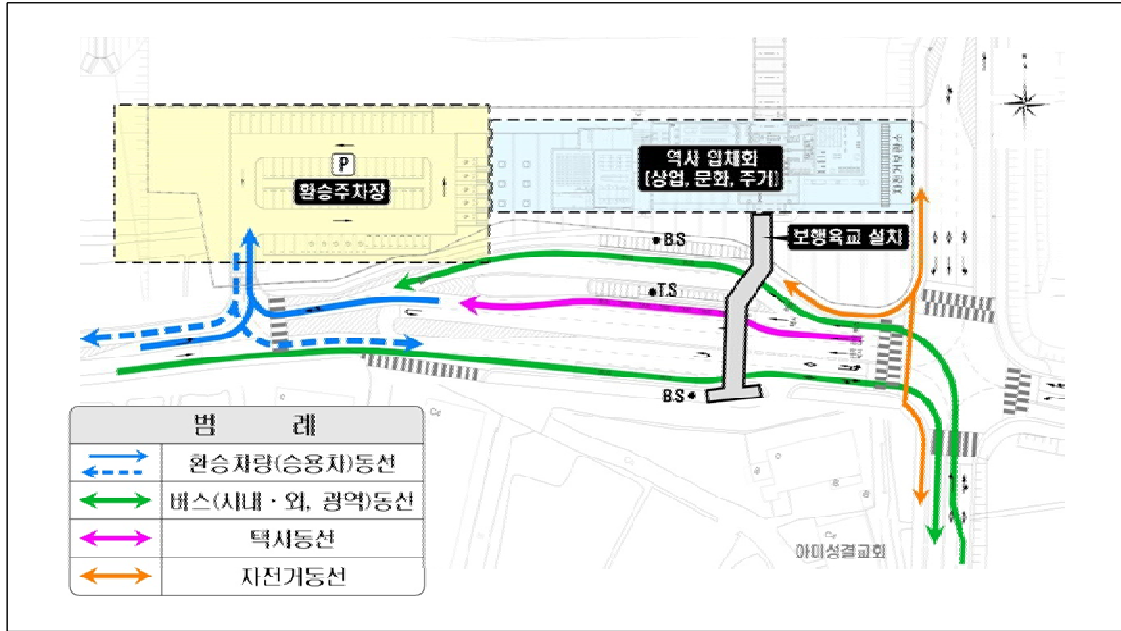 P
환승주차장
역사 입체화
(상업, 문화, 주거)
보행육교 설치
B.S
T.S
B.S
범 례
환승차량(승용차)동선
버스(시내 · 외, 광역)동선
택시동선
자전거동선
아미성결교회